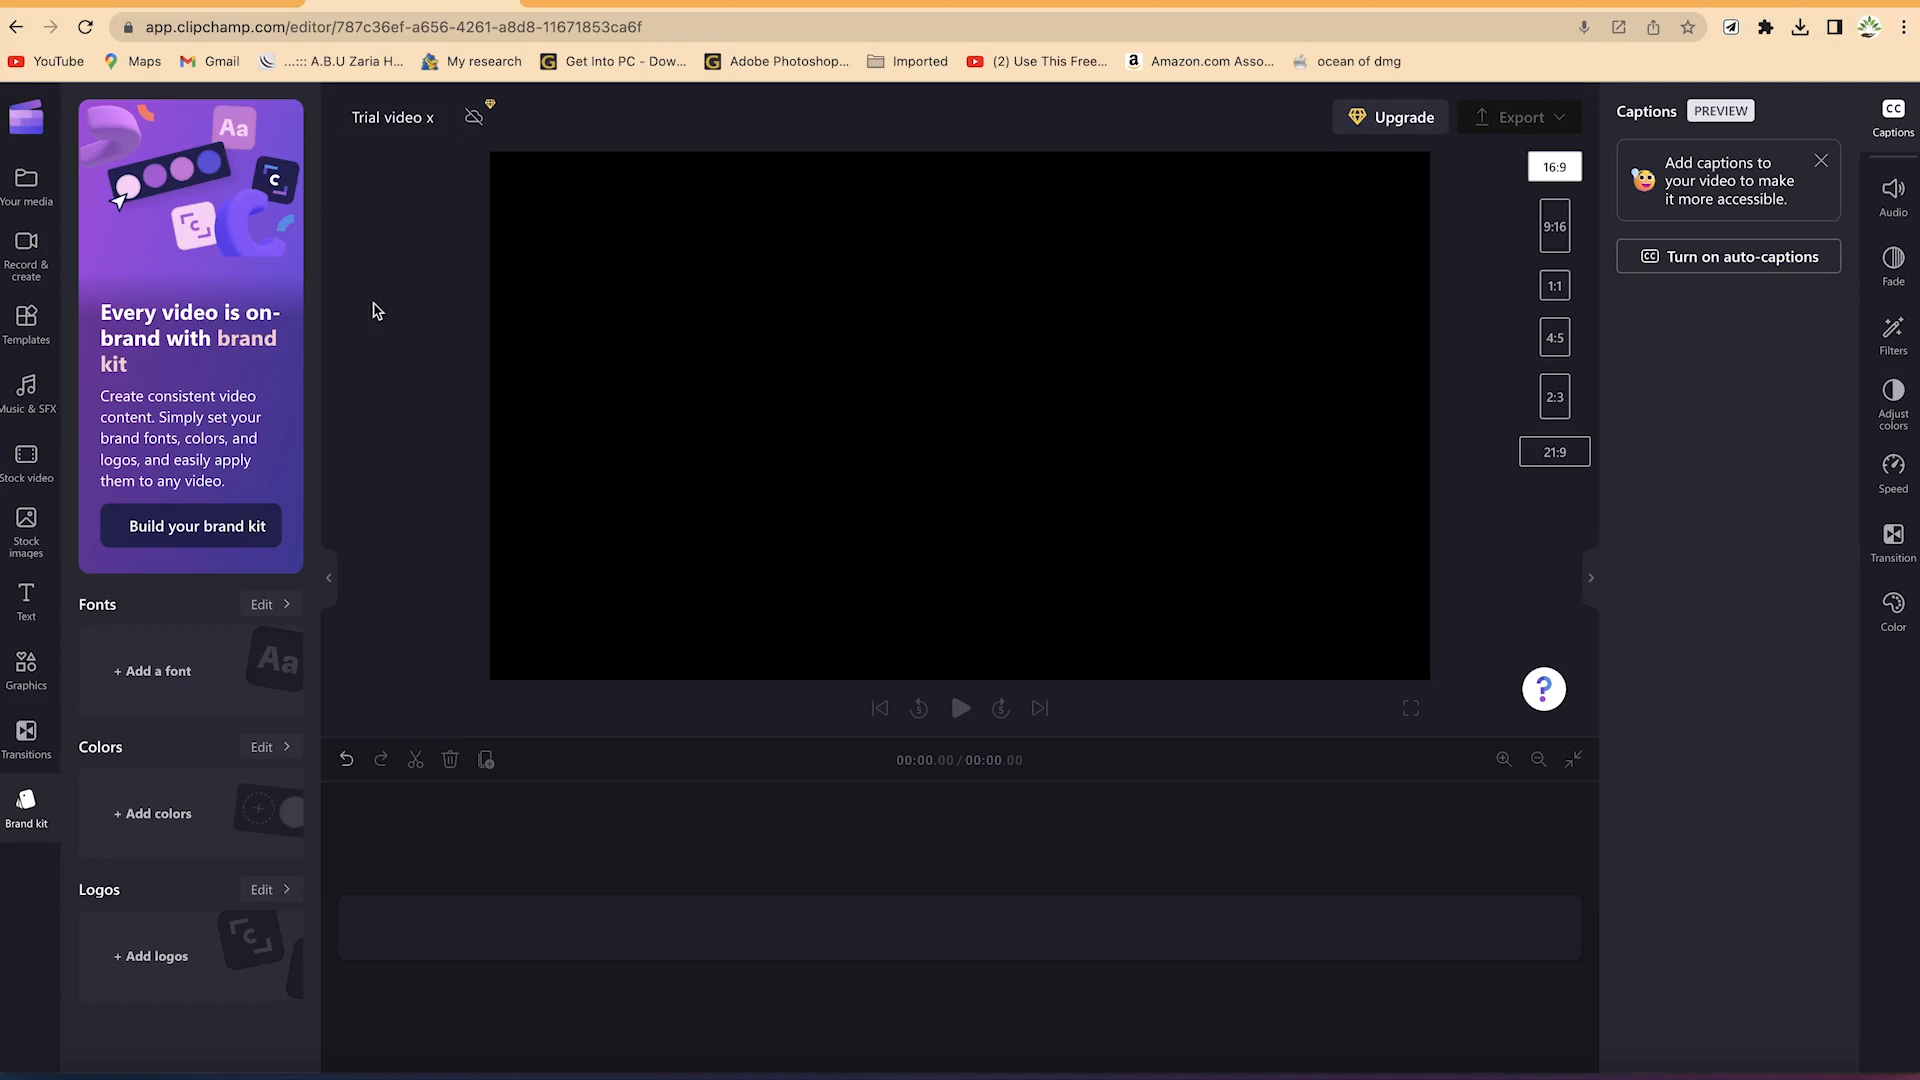 app.clipchamp.com/editor/787c36ef-a656-4261-a8d8-11671853ca6f
YouTube
Maps
Gmail
...::: A.B.U Zaria H...
My research
Get Into PC - Dow...
Adobe Photoshop...
Imported
(2) Use This Free...
Amazon.com Asso...
ocean of dmg
Your media
Record &
create
Templates
Music & SFX
Stock video
Stock
images
Text
Graphics
Transitions
Brand kit
Aa
Every video is on-
brand with brand
kit
Create consistent video
content. Simply set your
brand fonts, colors, and
logos, and easily apply
them to any video.
Build your brand kit
Fonts
Edit
+ Add a font
Aa
Colors
Edit
+ Add colors
Logos
Edit
+ Add logos
Trial video x
Upgrade
Export
16:9
9:16
1:1
4:5
2:3
21:9
5
5
?
00:00.00 / 00:00.00
Captions
PREVIEW
Add captions to
your video to make
it more accessible.
CC Turn on auto-captions
CC
Captions
Audio
Fade
Filters
Adjust
colors
Speed
Transition
Color